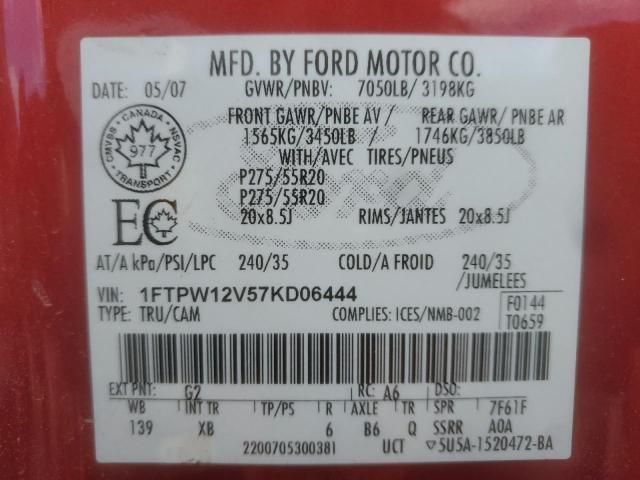 MFD. BY FORD MOTOR CO.
DATE: 05/07 GVWR/PNBV: 7050LB/ 3198KG
FRONT GAWR/PNBE AV / REAR GAWR/ PNBE AR
1565KG/3450LB / 1746KG/3850LB
WITH/AVEC TIRES/PNEUS
P275/55R20
P275/55R20
20x8.5J RIMS/JANTES 20x8.5J
CMVSS CANADA NSVAC
977
TRANSPORT
EC
AT/A kPa/PSI/LPC 240/35 COLD/A FROID 240/35
/JUMELEES
VIN: 1FTPW12V57KD06444
TYPE: TRU/CAM COMPLIES: ICES/NMB-002
F0144
T0659
EXT PNT: G2 RC: A6 DSO:
WB INT TR TP/PS R AXLE TR SPR 7F61F
139 XB 6 B6 Q SSRR A0A
2200705300381 UCT 5U5A-1520472-BA